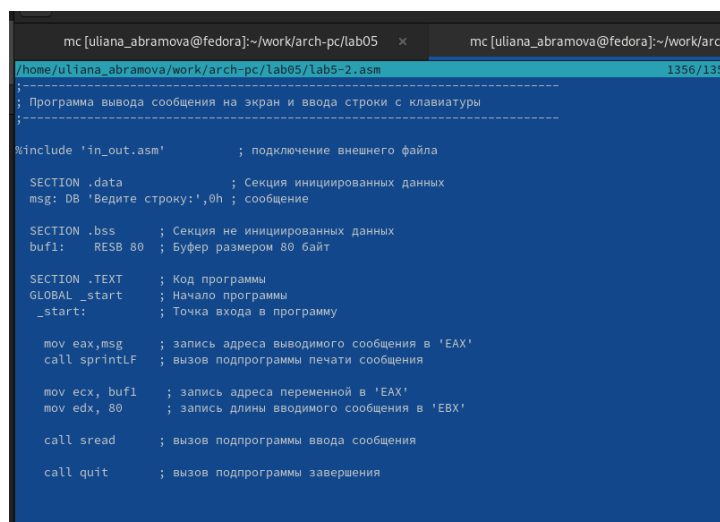 mc [uliana_abramova@fedora]:~/work/arch-pc/lab05 × mc [uliana_abramova@fedora]:~/work/arc
/home/uliana_abramova/work/arch-pc/lab05/lab5-2.asm 1356/135
;--------------------------------------------------------------------------
; Программа вывода сообщения на экран и ввода строки с клавиатуры
;--------------------------------------------------------------------------
%include 'in_out.asm' ; подключение внешнего файла
SECTION .data ; Секция инициированных данных
msg: DB 'Ведите строку:',0h ; сообщение
SECTION .bss ; Секция не инициированных данных
buf1: RESB 80 ; Буфер размером 80 байт
SECTION .TEXT ; Код программы
GLOBAL _start ; Начало программы
_start: ; Точка входа в программу
mov eax,msg ; запись адреса выводимого сообщения в 'EAX'
call sprintLF ; вызов подпрограммы печати сообщения
mov ecx, buf1 ; запись адреса переменной в 'EAX'
mov edx, 80 ; запись длины вводимого сообщения в 'EBX'
call sread ; вызов подпрограммы ввода сообщения
call quit ; вызов подпрограммы завершения